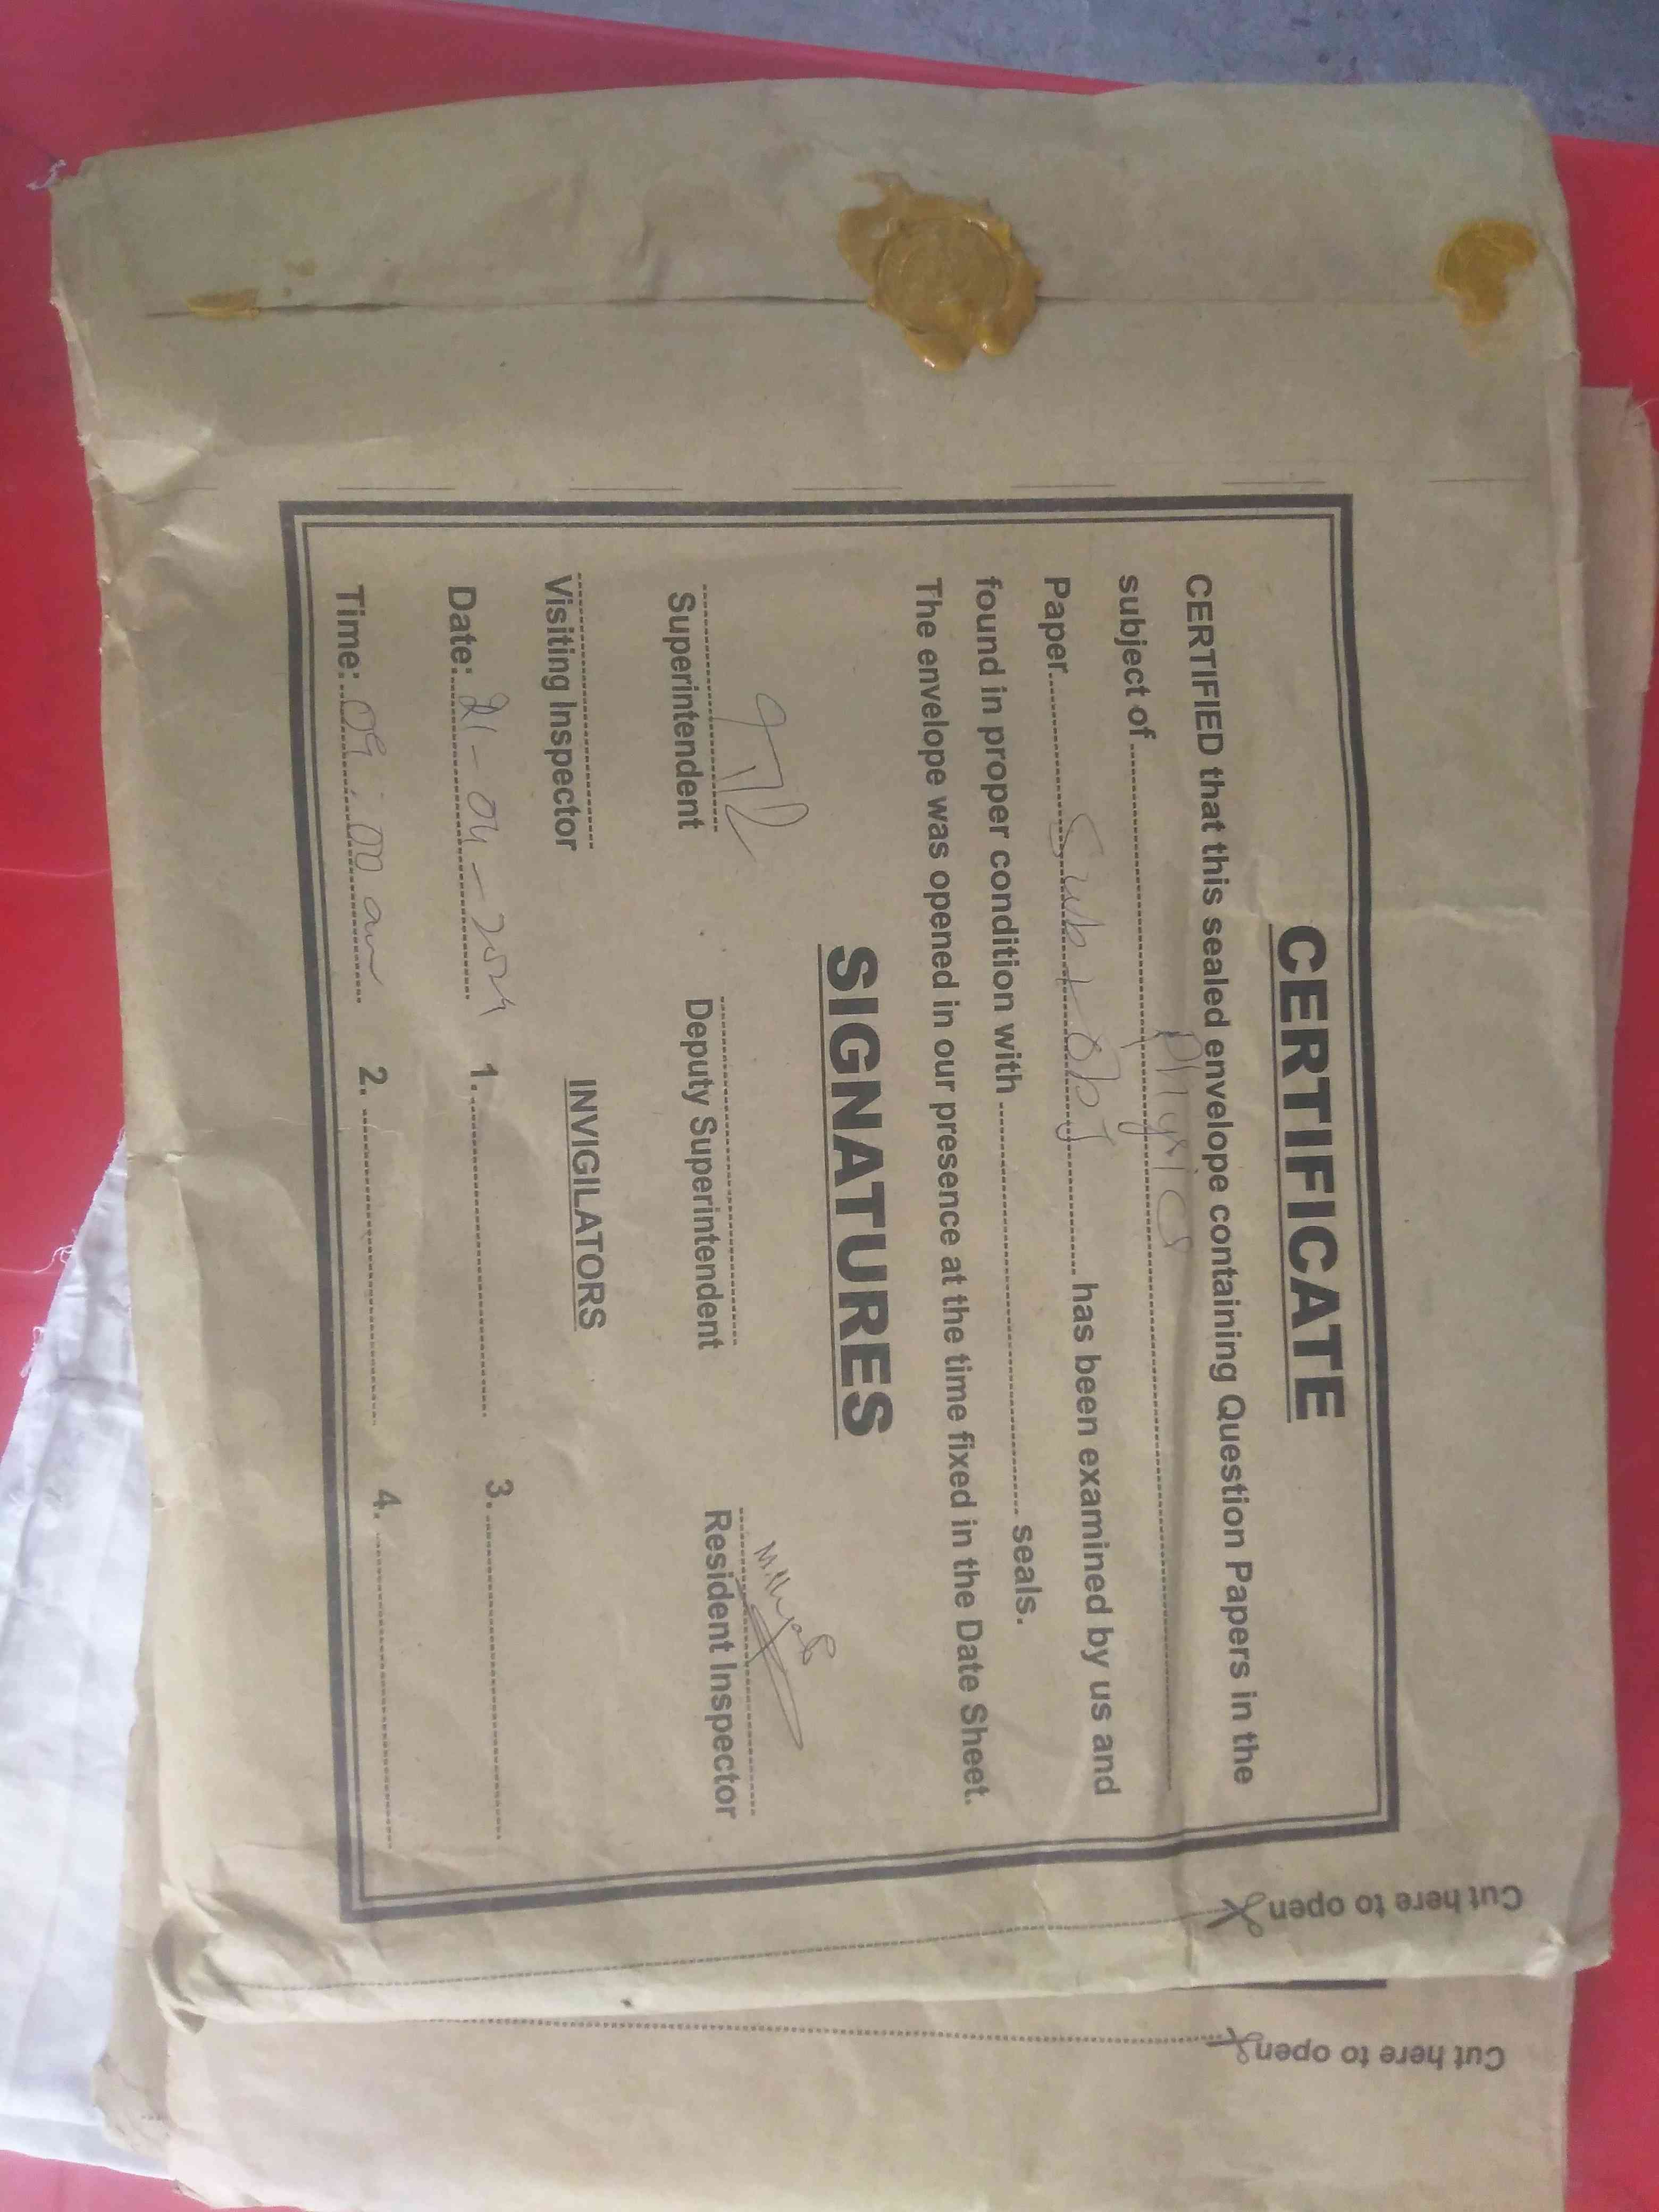 CERTIFICATE
CERTIFIED that this sealed envelope containing Question Papers in the
subject of Physics
Paper Sub + Obj has been examined by us and
found in proper condition with seals.
The envelope was opened in our presence at the time fixed in the Date Sheet.
SIGNATURES
Superintendent Deputy Superintendent Resident Inspector
Visiting Inspector INVIGILATORS
Date: 21-04-2024 1. 3.
Time: 09:00 am 2. 4.
Cut here to open
Cut here to open